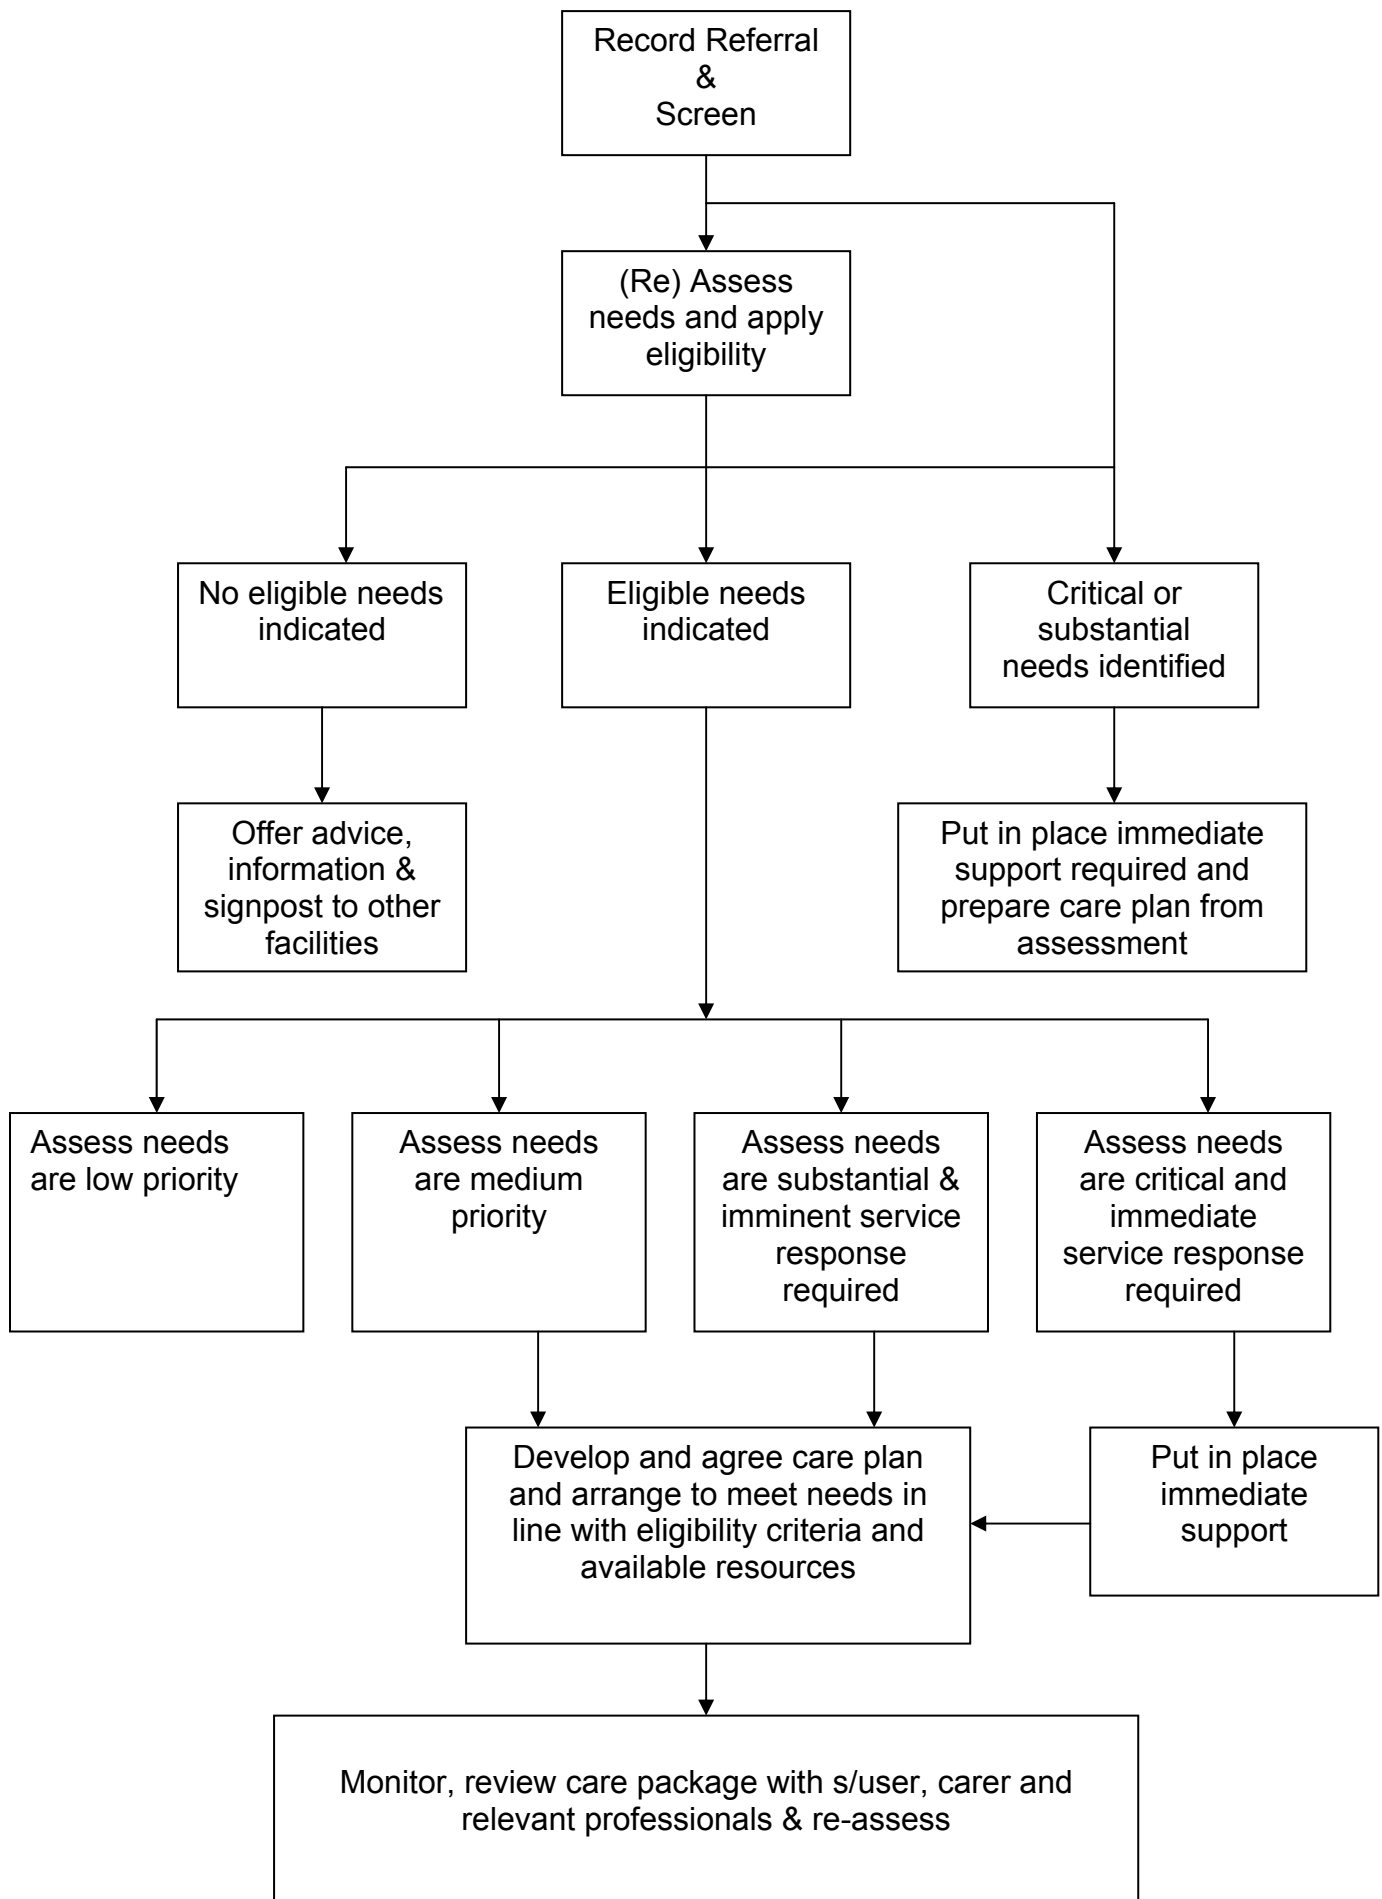 Record Referral
&
Screen
(Re) Assess
needs and apply
eligibility
No eligible needs
indicated
Eligible needs
indicated
Critical or
substantial
needs identified
Offer advice,
information &
signpost to other
facilities
Put in place immediate
support required and
prepare care plan from
assessment
Assess needs
are low priority
Assess needs
are medium
priority
Assess needs
are substantial &
imminent service
response
required
Assess needs
are critical and
immediate
service response
required
Develop and agree care plan
and arrange to meet needs in
line with eligibility criteria and
available resources
Put in place
immediate
support
Monitor, review care package with s/user, carer and
relevant professionals & re-assess